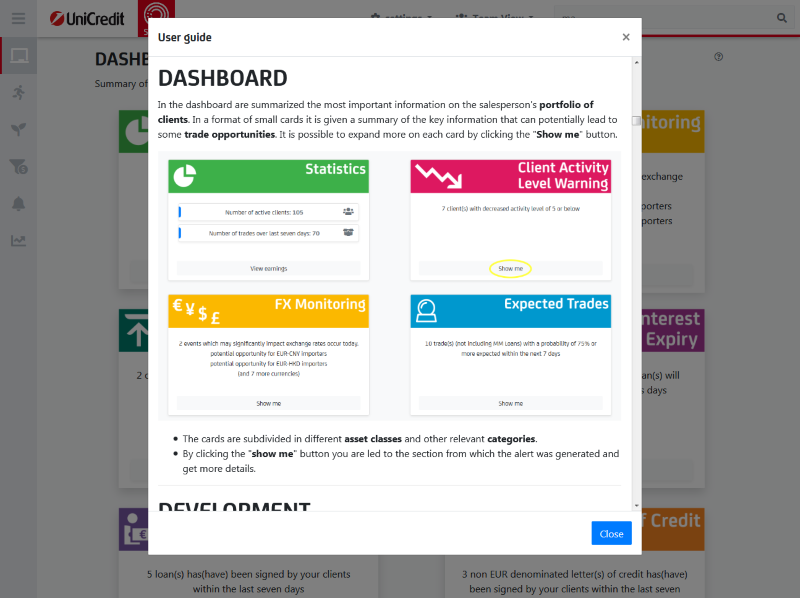 UniCredit
settings
Team View
User guide
×
DASHBOARD
In the dashboard are summarized the most important information on the salesperson's portfolio of
clients. In a format of small cards it is given a summary of the key information that can potentially lead to
some trade opportunities. It is possible to expand more on each card by clicking the "Show me" button.
Statistics
Number of active clients: 105
Number of trades over last seven days: 70
View earnings
Client Activity
Level Warning
7 client(s) with decreased activity level of 5 or below
Show me
€ ¥ $ £
FX Monitoring
2 events which may significantly impact exchange rates occur today.
potential opportunity for EUR-CNY importers
potential opportunity for EUR-HKD importers
(and 7 more currencies)
Show me
Expected Trades
10 trade(s) (not including MM Loans) with a probability of 75% or
more expected within the next 7 days
Show me
The cards are subdivided in different asset classes and other relevant categories.
By clicking the "show me" button you are led to the section from which the alert was generated and
get more details.
DEVELOPMENT
Close
DASHB
Summary of
nitoring
exchange
porters
porters
nterest
Expiry
2
an(s) will
days
€
5 loan(s) has(have) been signed by your clients
within the last seven days
f Credit
3 non EUR denominated letter(s) of credit has(have)
been signed by your clients within the last seven